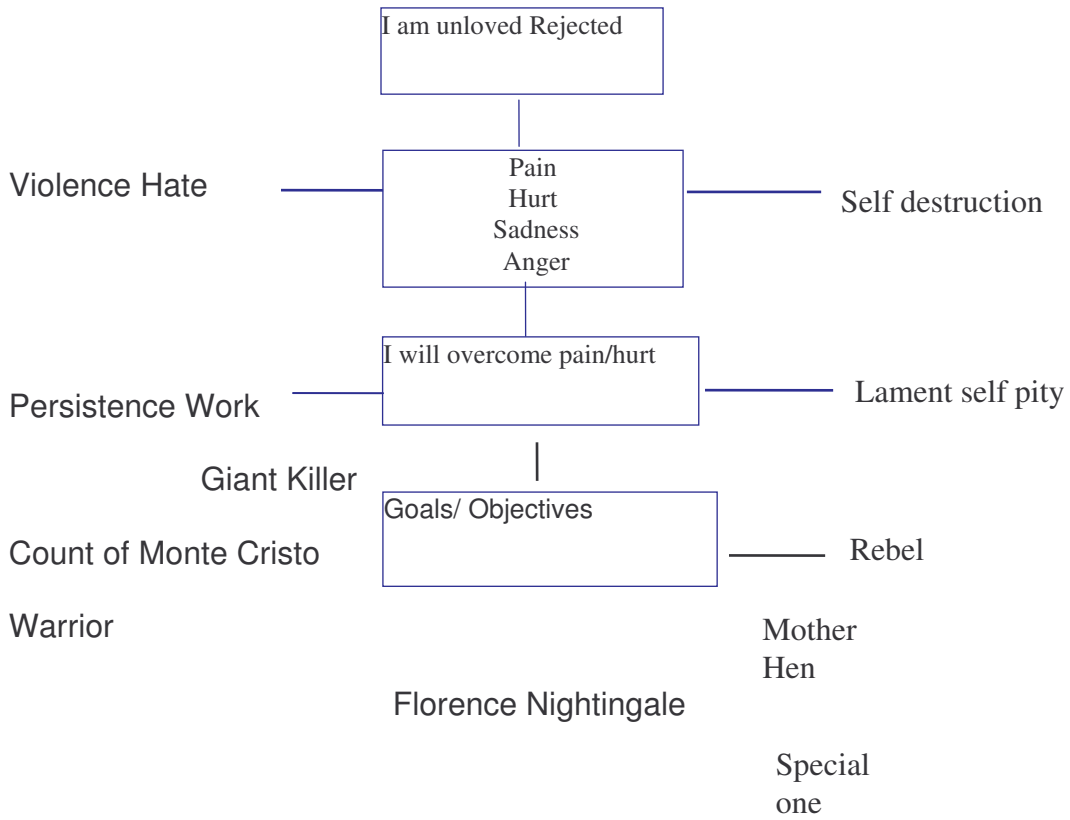 I am unloved Rejected
Pain
Violence Hate
Hurt
Self destruction
Sadness
Anger
I will overcome pain/hurt
Persistence Work
Lament self pity
Giant Killer
Goals/ Objectives
Count of Monte Cristo
Rebel
Warrior
Mother
Hen
Florence Nightingale
Special
one